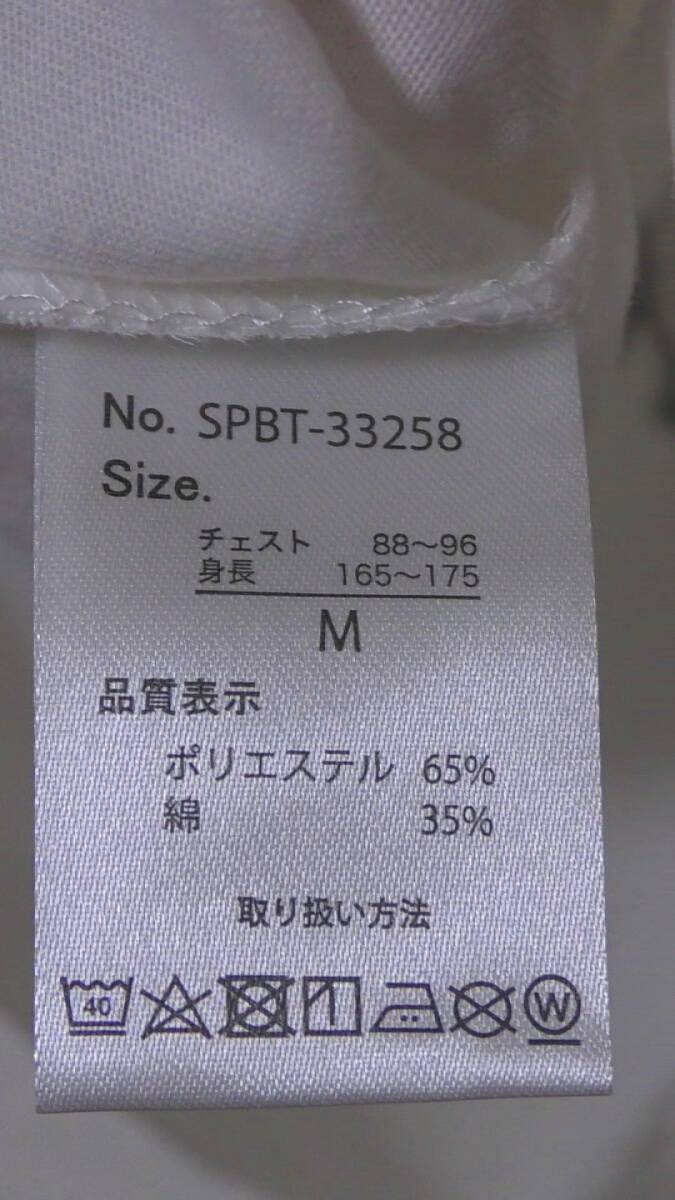 No. SPBT-33258
Size.
チェスト 88～96
身長 165～175
M
品質表示
ポリエステル 65%
綿 35%
取り扱い方法
40 W